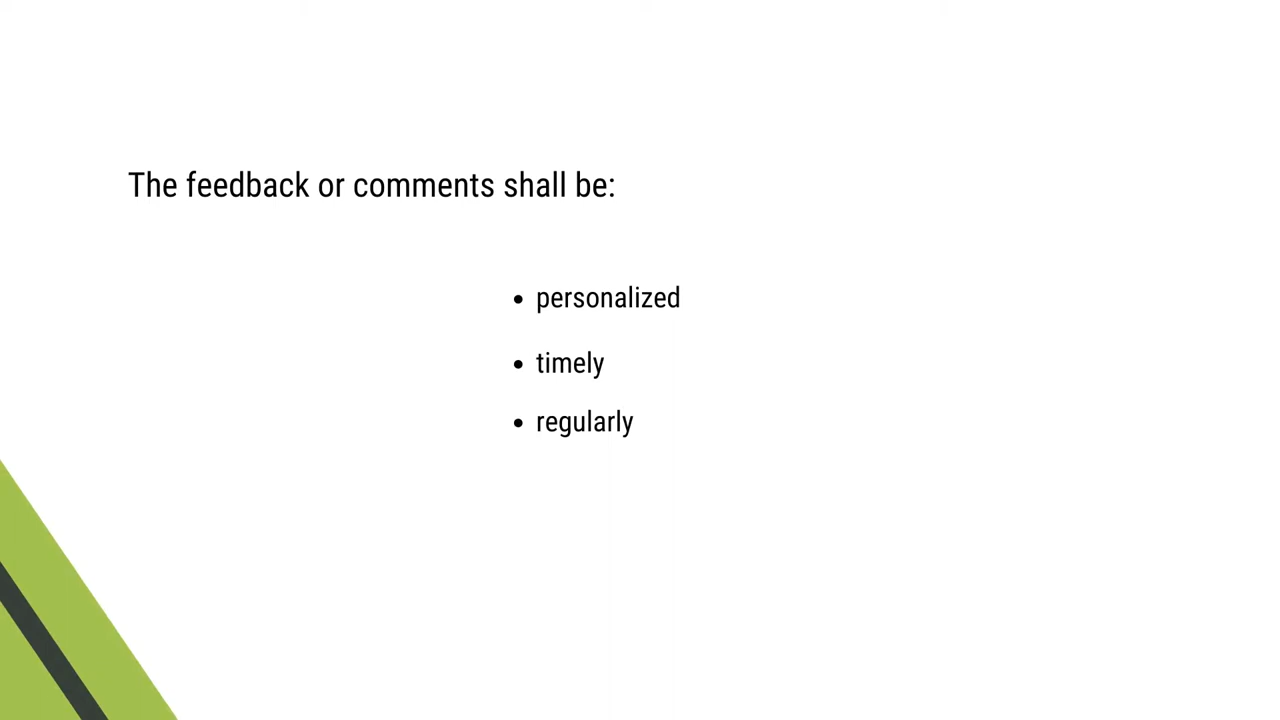 The feedback or comments shall be:
• personalized
• timely
• regularly